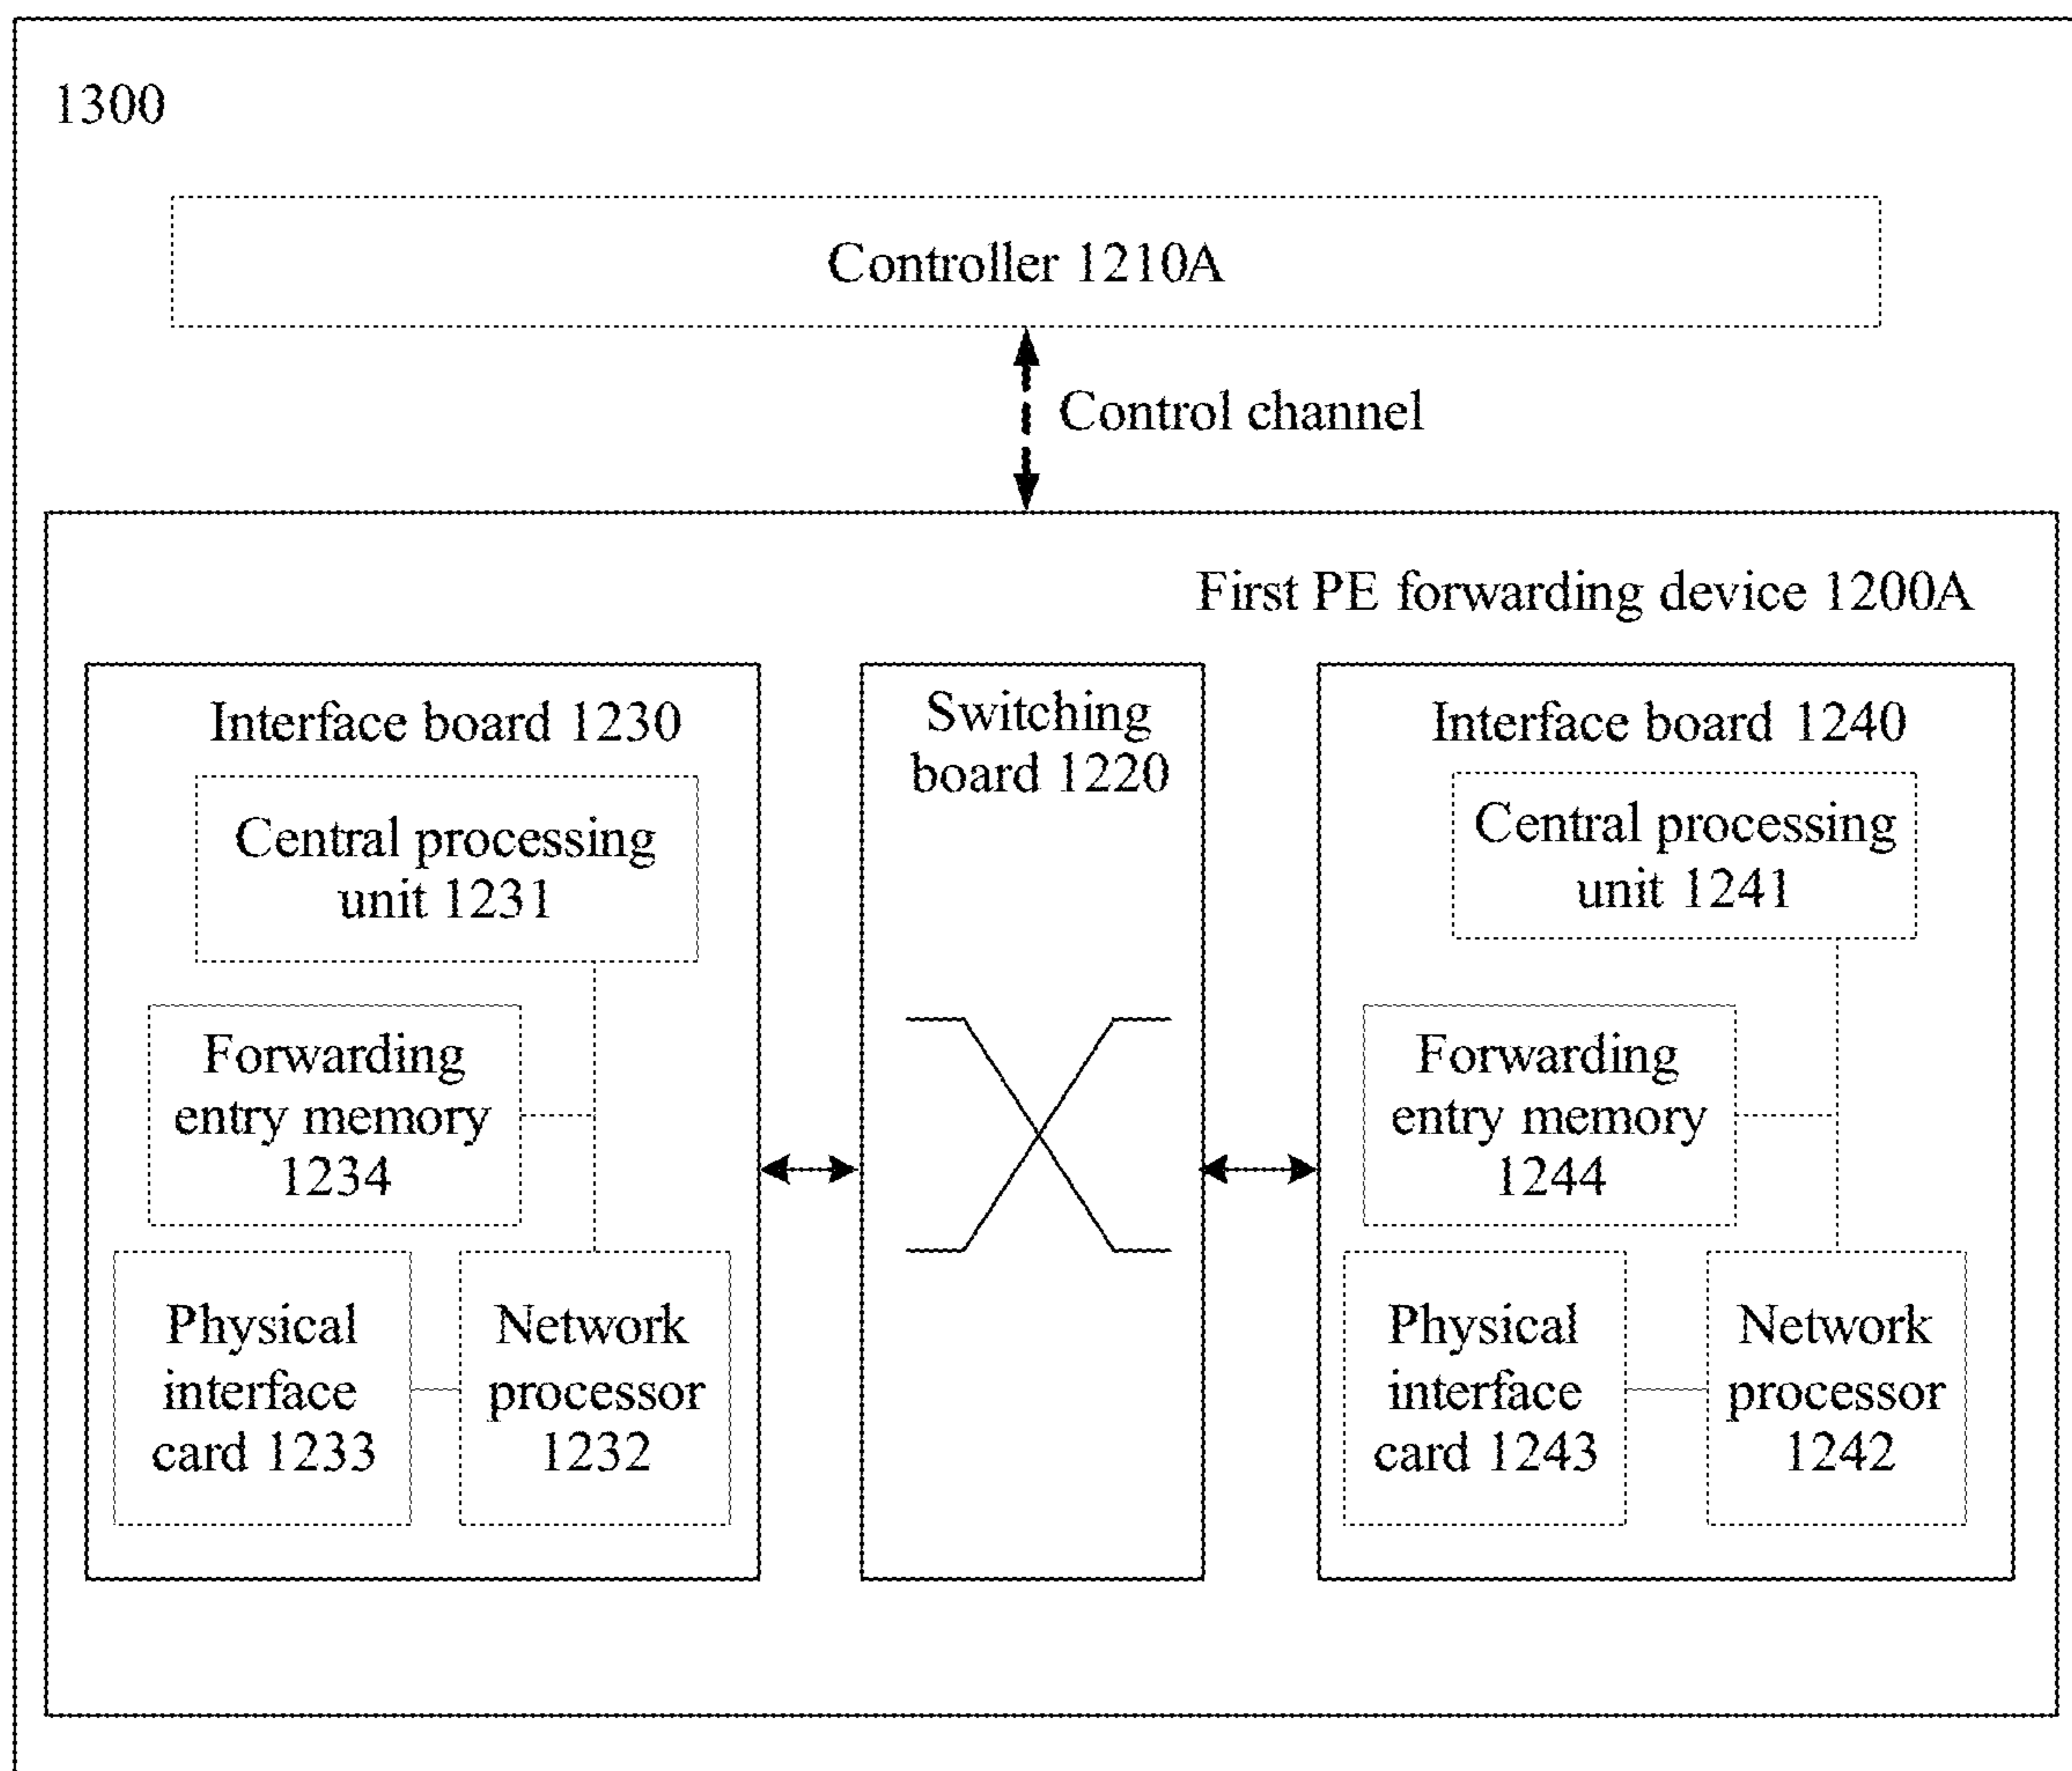 1300
Controller 1210A
Control channel
First PE forwarding device 1200A
Interface board 1230
Central processing
unit 1231
Forwarding
entry memory
1234
Physical
interface
card 1233
Network
processor
1232
Switching
board 1220
Interface board 1240
Central processing
unit 1241
Forwarding
entry memory
1244
Physical
interface
card 1243
Network
processor
1242